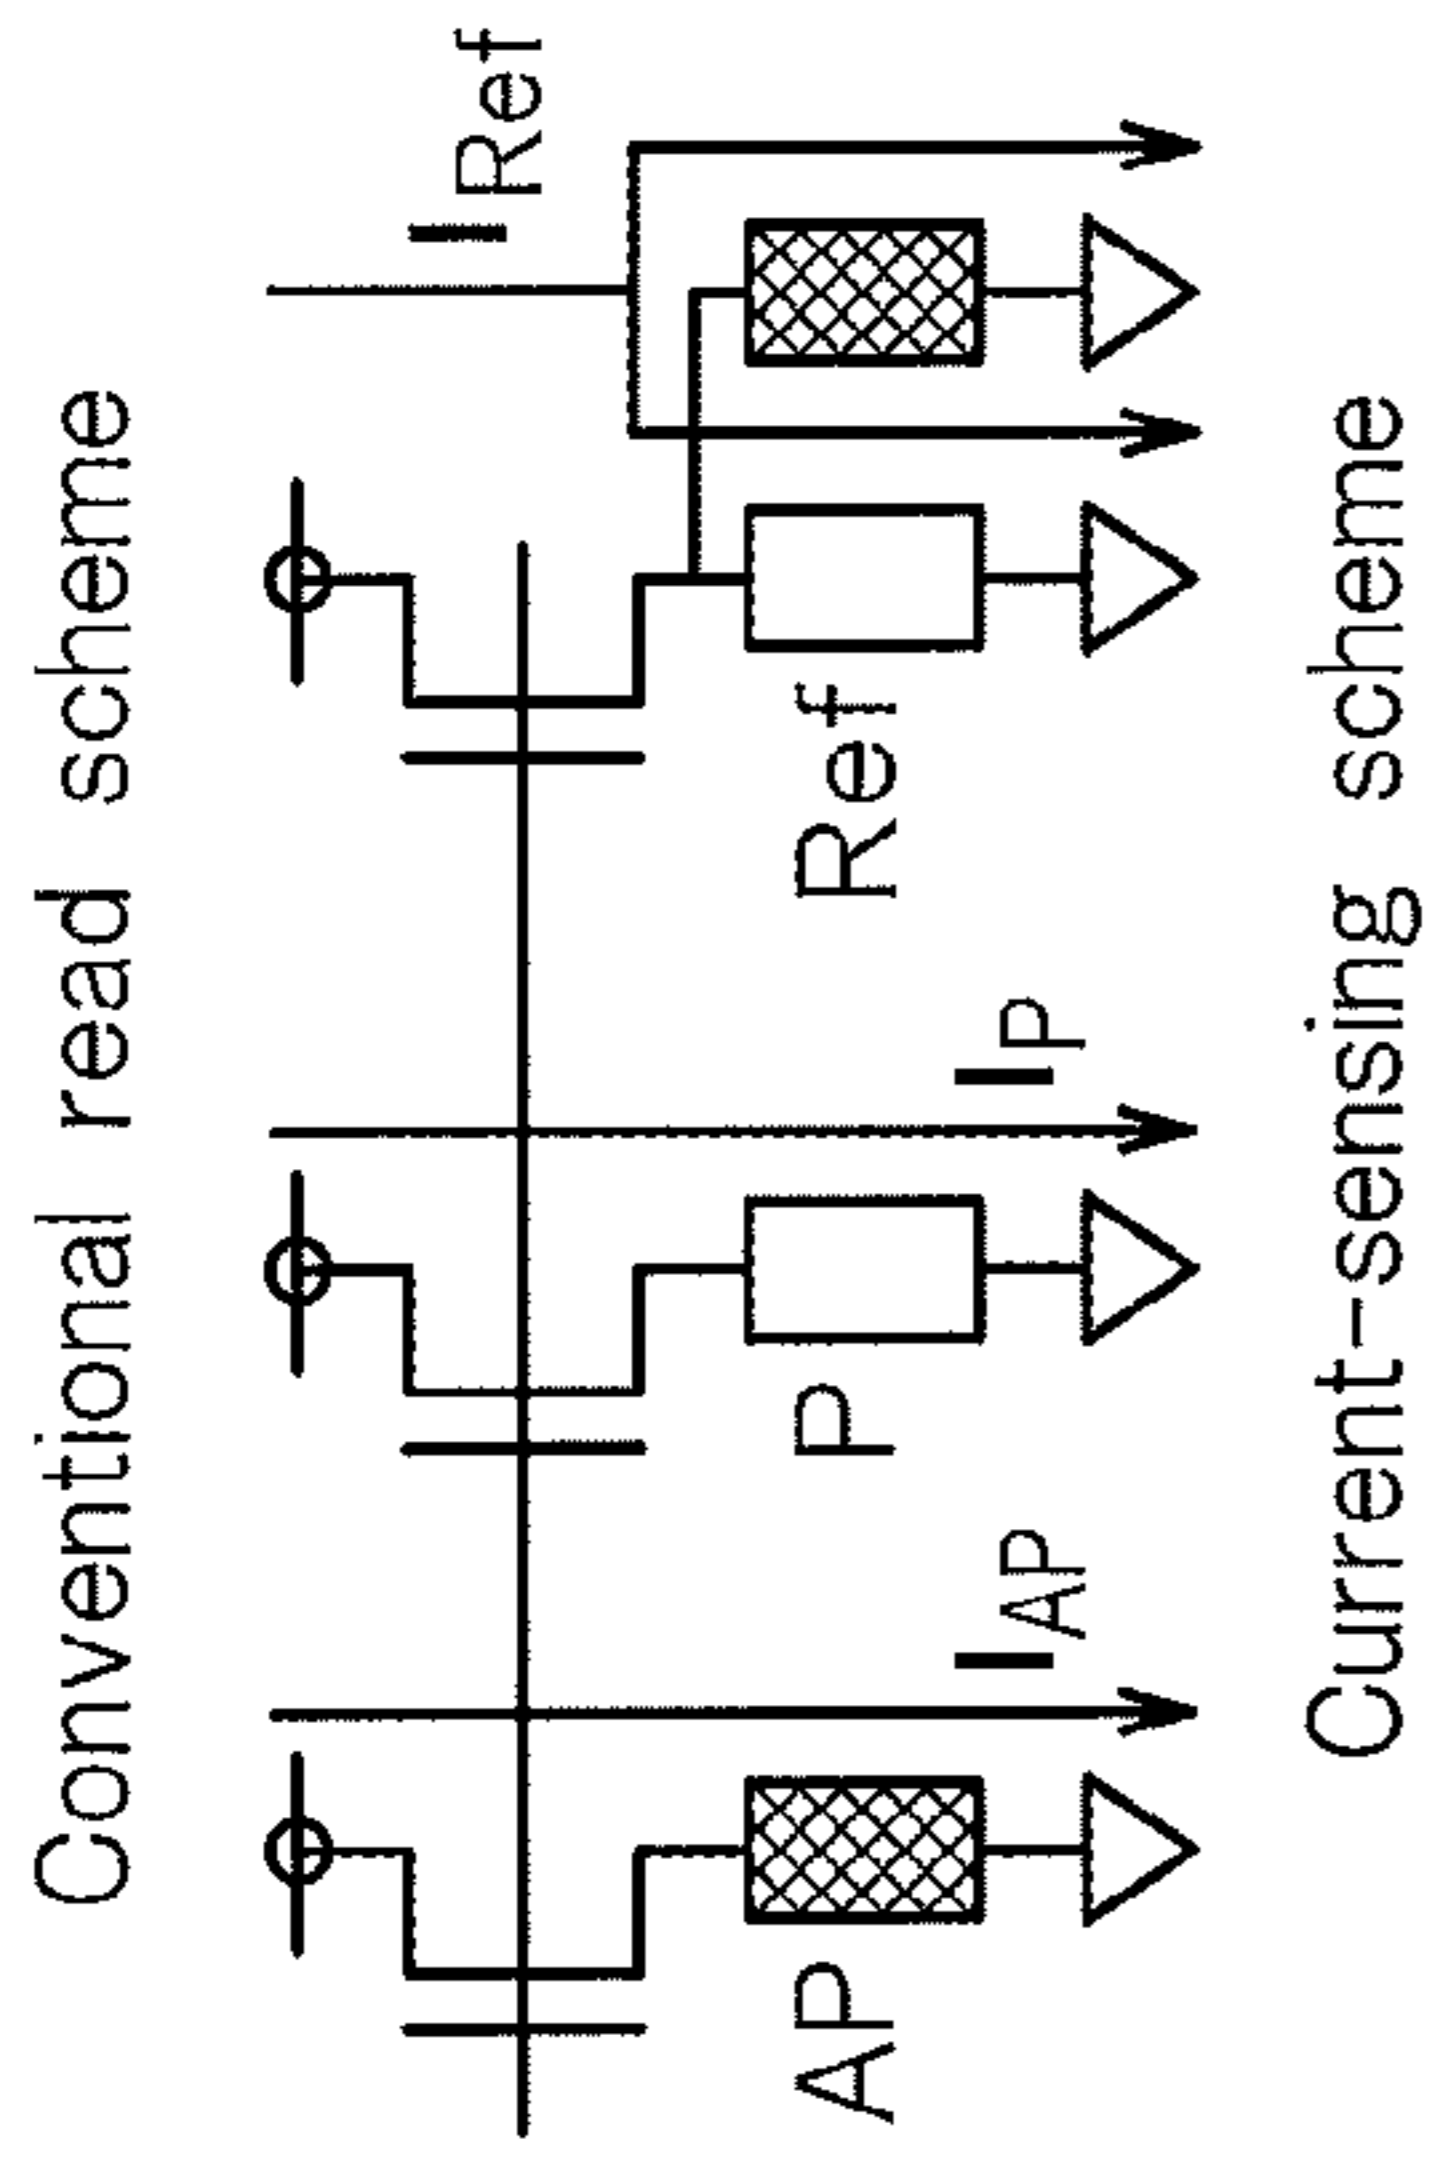 Conventional read scheme
I_Ref
AP
I_AP
P
I_P
Ref
Current-sensing scheme